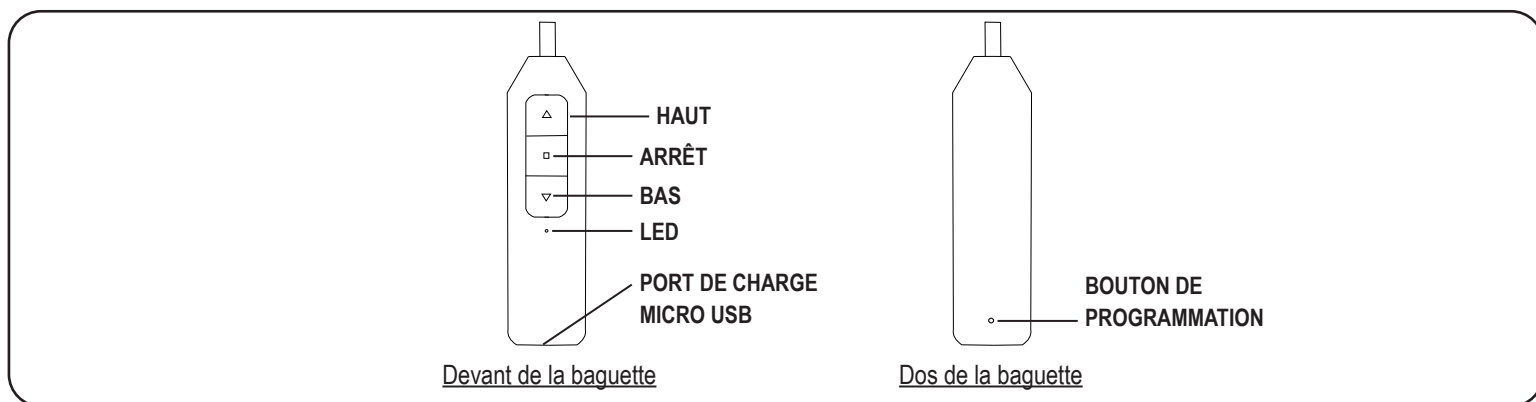 HAUT
ARRÊT
BAS
LED
PORT DE CHARGE
MICRO USB
Devant de la baguette
BOUTON DE
PROGRAMMATION
Dos de la baguette